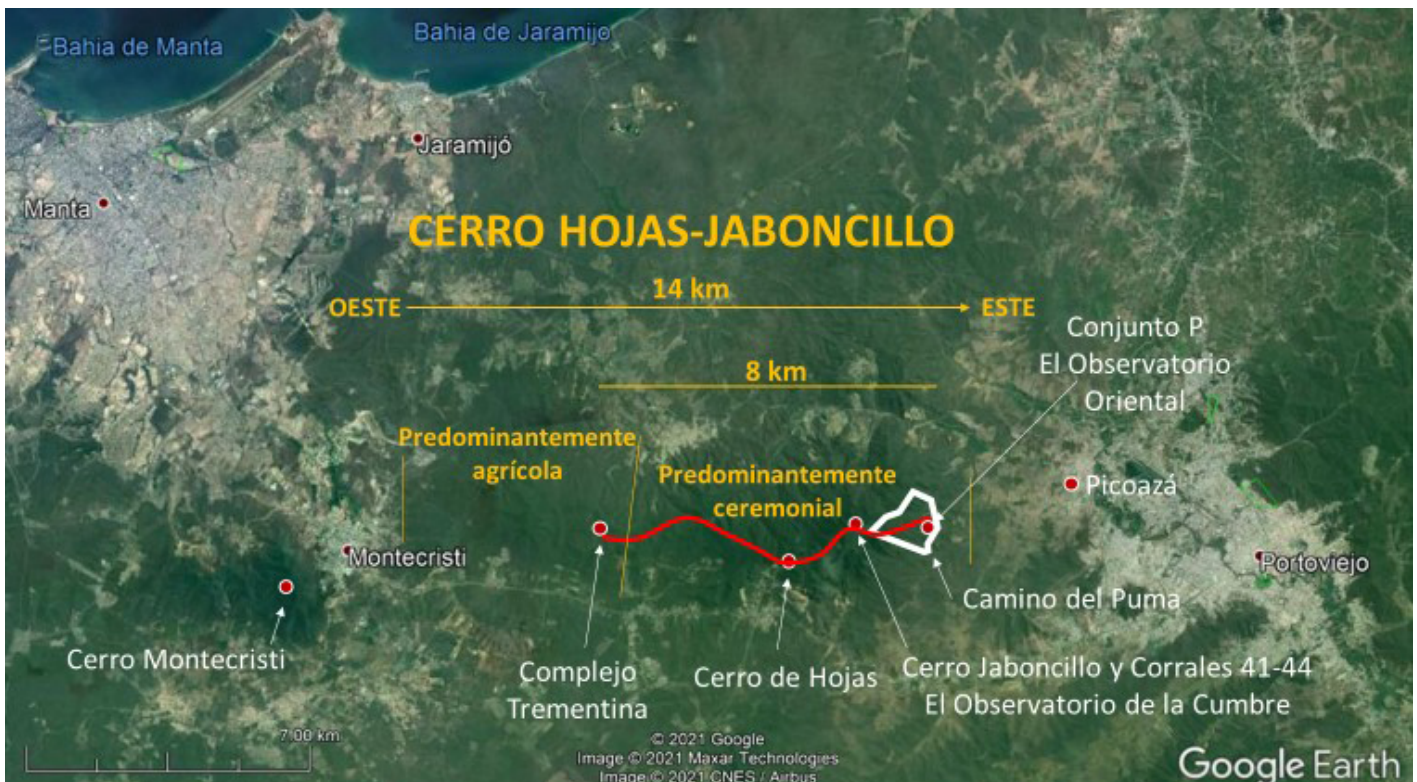 Bahia de Manta
Bahia de Jaramijo
Jaramijó
Manta
CERRO HOJAS-JABONCILLO
14 km
OESTE
ESTE
Conjunto P
El Observatorio
Oriental
8 km
Predominantemente
agrícola
Predominantemente
ceremonial
Picoazá
Montecristi
Portoviejo
Camino del Puma
Cerro Montecristi
Complejo
Trementina
Cerro de Hojas
Cerro Jaboncillo y Corrales 41-44
El Observatorio de la Cumbre
7.00 km
© 2021 Google
Image © 2021 Maxar Technologies
Image © 2021 CNES / Airbus
Google Earth